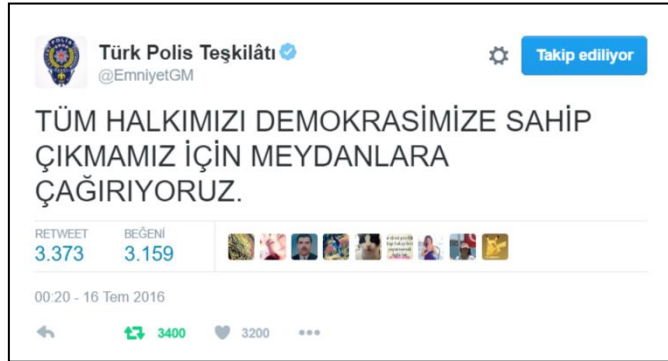 Türk Polis Teşkilâtı
@EmniyetGM
Takip ediliyor
TÜM HALKIMIZI DEMOKRASİMİZE SAHİP
ÇIKMAMIZ İÇİN MEYDANLARA
ÇAĞIRIYORUZ.
RETWEET BEĞENİ
3.373 3.159
00:20 - 16 Tem 2016
3400 3200